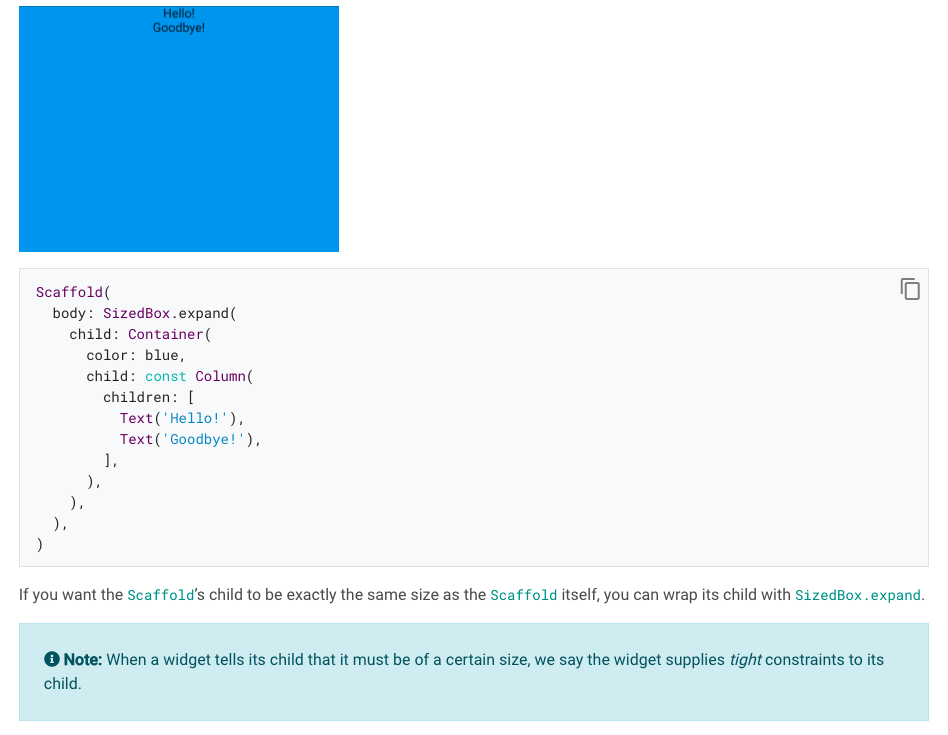 Hello!
Goodbye!
Scaffold(
  body: SizedBox.expand(
    child: Container(
      color: blue,
      child: const Column(
        children: [
          Text('Hello!'),
          Text('Goodbye!'),
        ],
      ),
    ),
  ),
)
If you want the Scaffold’s child to be exactly the same size as the Scaffold itself, you can wrap its child with SizedBox.expand.
Note: When a widget tells its child that it must be of a certain size, we say the widget supplies tight constraints to its
child.